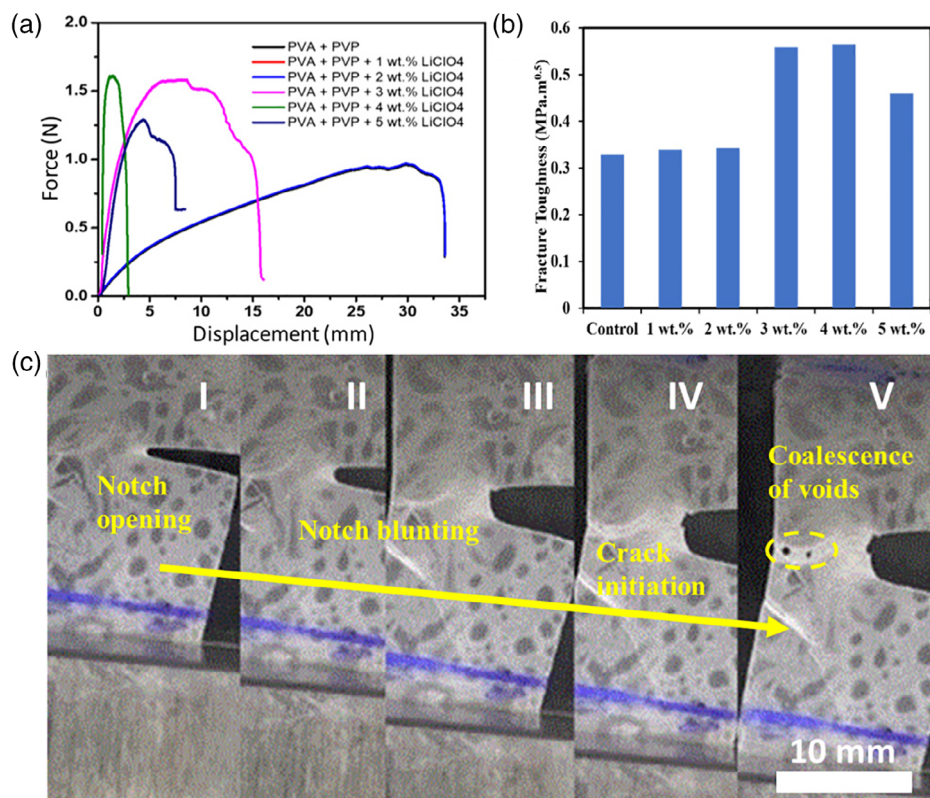 (a)
2.0
1.5
1.0
0.5
0.0
Force (N)
0 5 10 15 20 25 30 35
Displacement (mm)
PVA + PVP
PVA + PVP + 1 wt.% LiClO4
PVA + PVP + 2 wt.% LiClO4
PVA + PVP + 3 wt.% LiClO4
PVA + PVP + 4 wt.% LiClO4
PVA + PVP + 5 wt.% LiClO4
(b)
0.6
0.5
0.4
0.3
0.2
0.1
0
Fracture Toughness (MPa.m0.5)
Control 1 wt.% 2 wt.% 3 wt.% 4 wt.% 5 wt.%
(c)
I II III IV V
Notch
opening
Notch blunting
Crack
initiation
Coalescence
of voids
10 mm